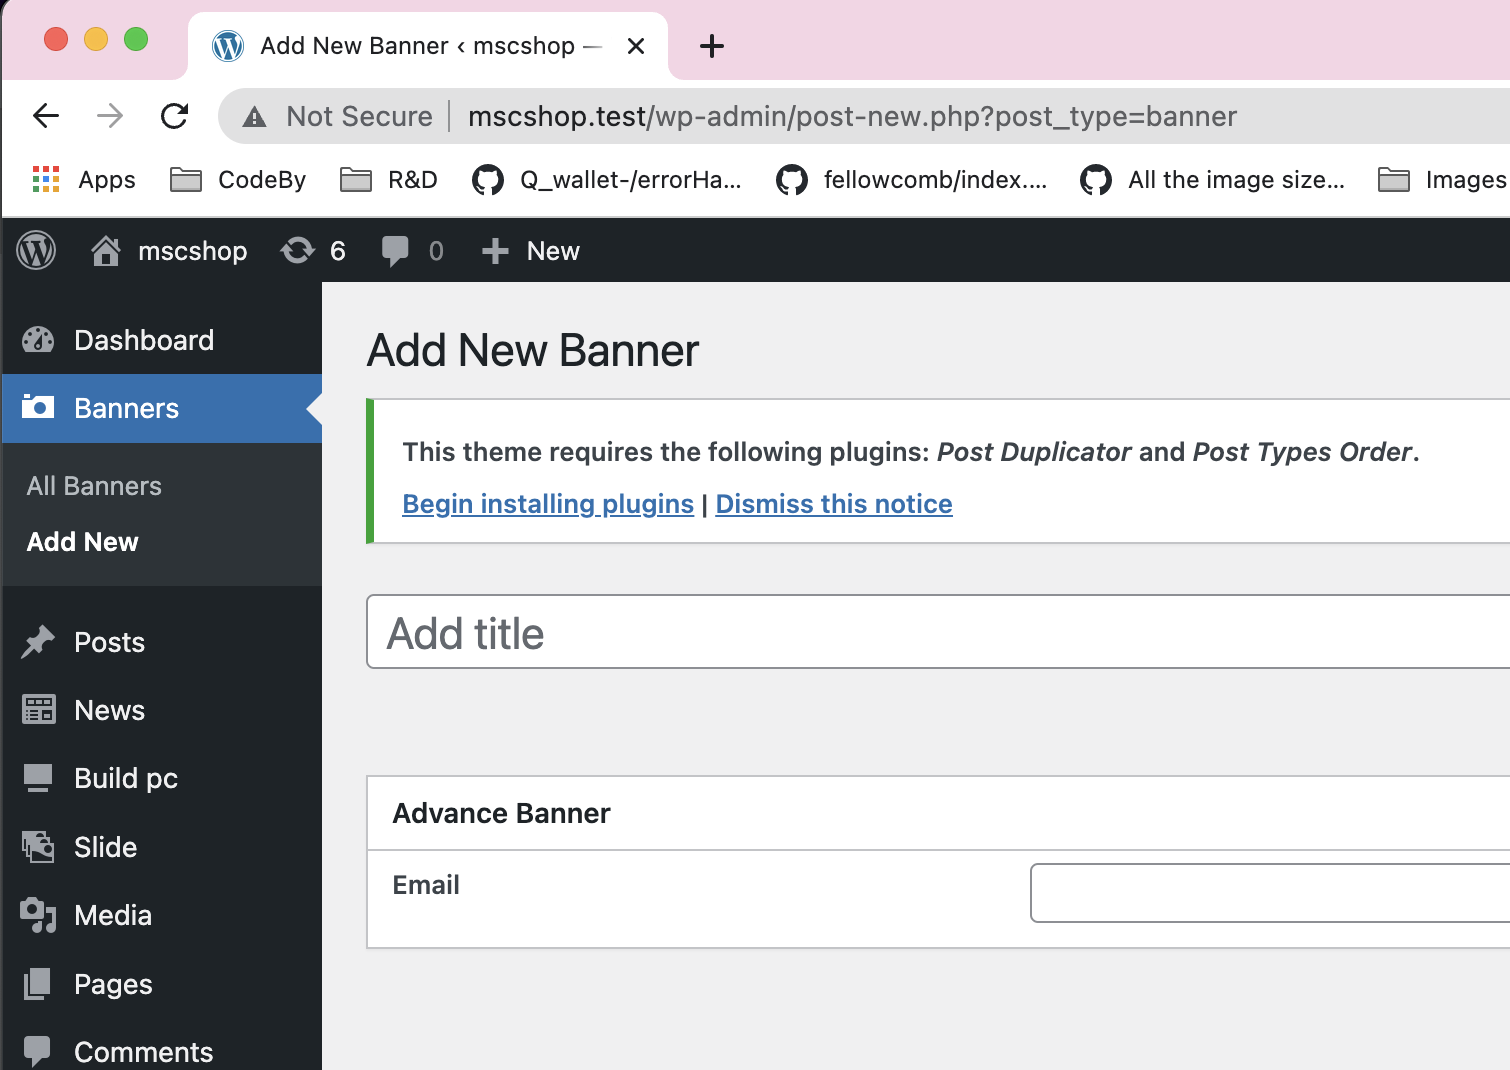 Add New Banner ‹ mscshop —
Not Secure mscshop.test/wp-admin/post-new.php?post_type=banner
Apps CodeBy R&D Q_wallet-/errorHa... fellowcomb/index.... All the image size... Images
mscshop 6 0 New
Dashboard
Banners
All Banners
Add New
Posts
News
Build pc
Slide
Media
Pages
Comments
Add New Banner
This theme requires the following plugins: Post Duplicator and Post Types Order.
Begin installing plugins | Dismiss this notice
Add title
Advance Banner
Email